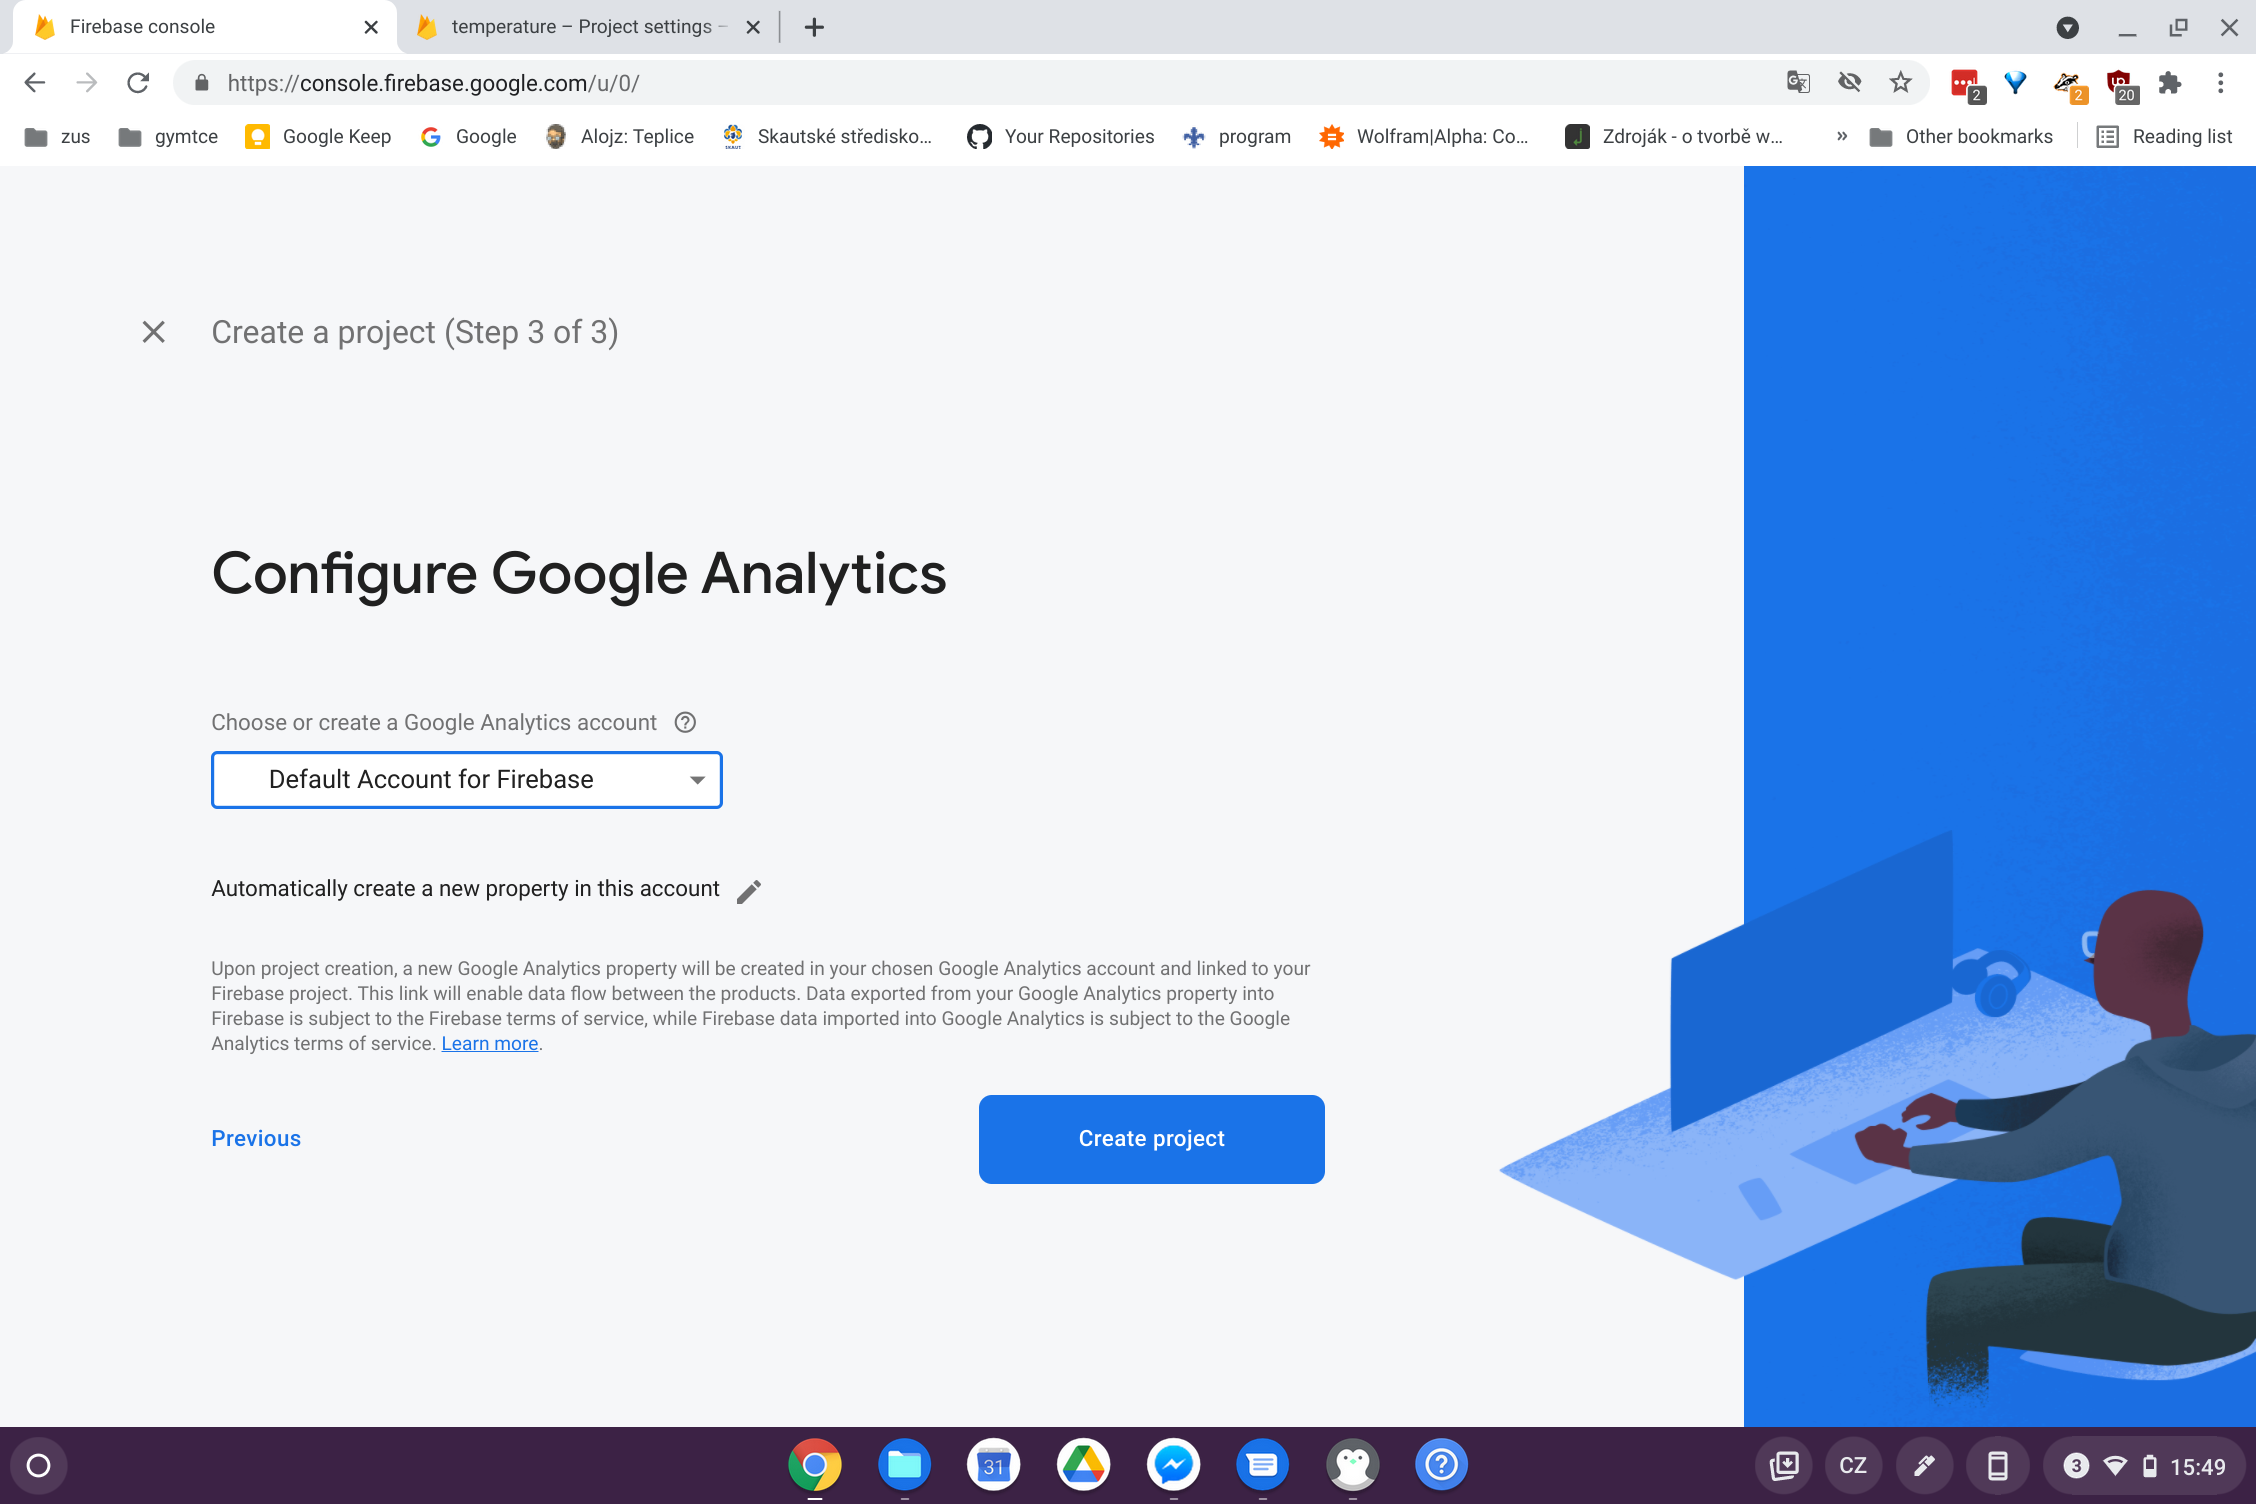 Firebase console
temperature – Project settings –
https://console.firebase.google.com/u/0/
2
2
20
zus
gymtce
Google Keep
Google
Alojz: Teplice
Skautské středisko...
Your Repositories
program
Wolfram|Alpha: Co...
Zdroják - o tvorbě w...
»
Other bookmarks
Reading list
Create a project (Step 3 of 3)
Configure Google Analytics
Choose or create a Google Analytics account
Default Account for Firebase
Automatically create a new property in this account
Upon project creation, a new Google Analytics property will be created in your chosen Google Analytics account and linked to your
Firebase project. This link will enable data flow between the products. Data exported from your Google Analytics property into
Firebase is subject to the Firebase terms of service, while Firebase data imported into Google Analytics is subject to the Google
Analytics terms of service. Learn more.
Previous
Create project
31
CZ
3
15:49